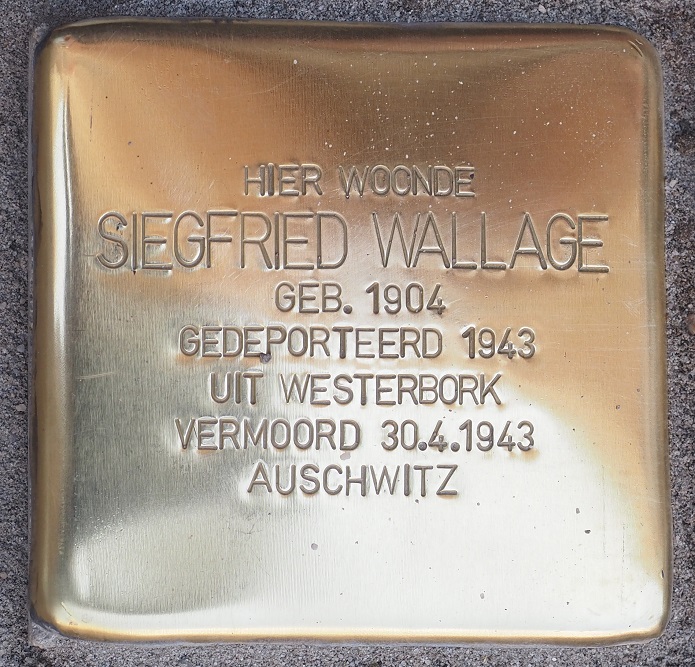 HIER WOONDE
SIEGFRIED WALLAGE
GEB. 1904
GEDEPORTEERD 1943
UIT WESTERBORK
VERMOORD 30.4.1943
AUSCHWITZ